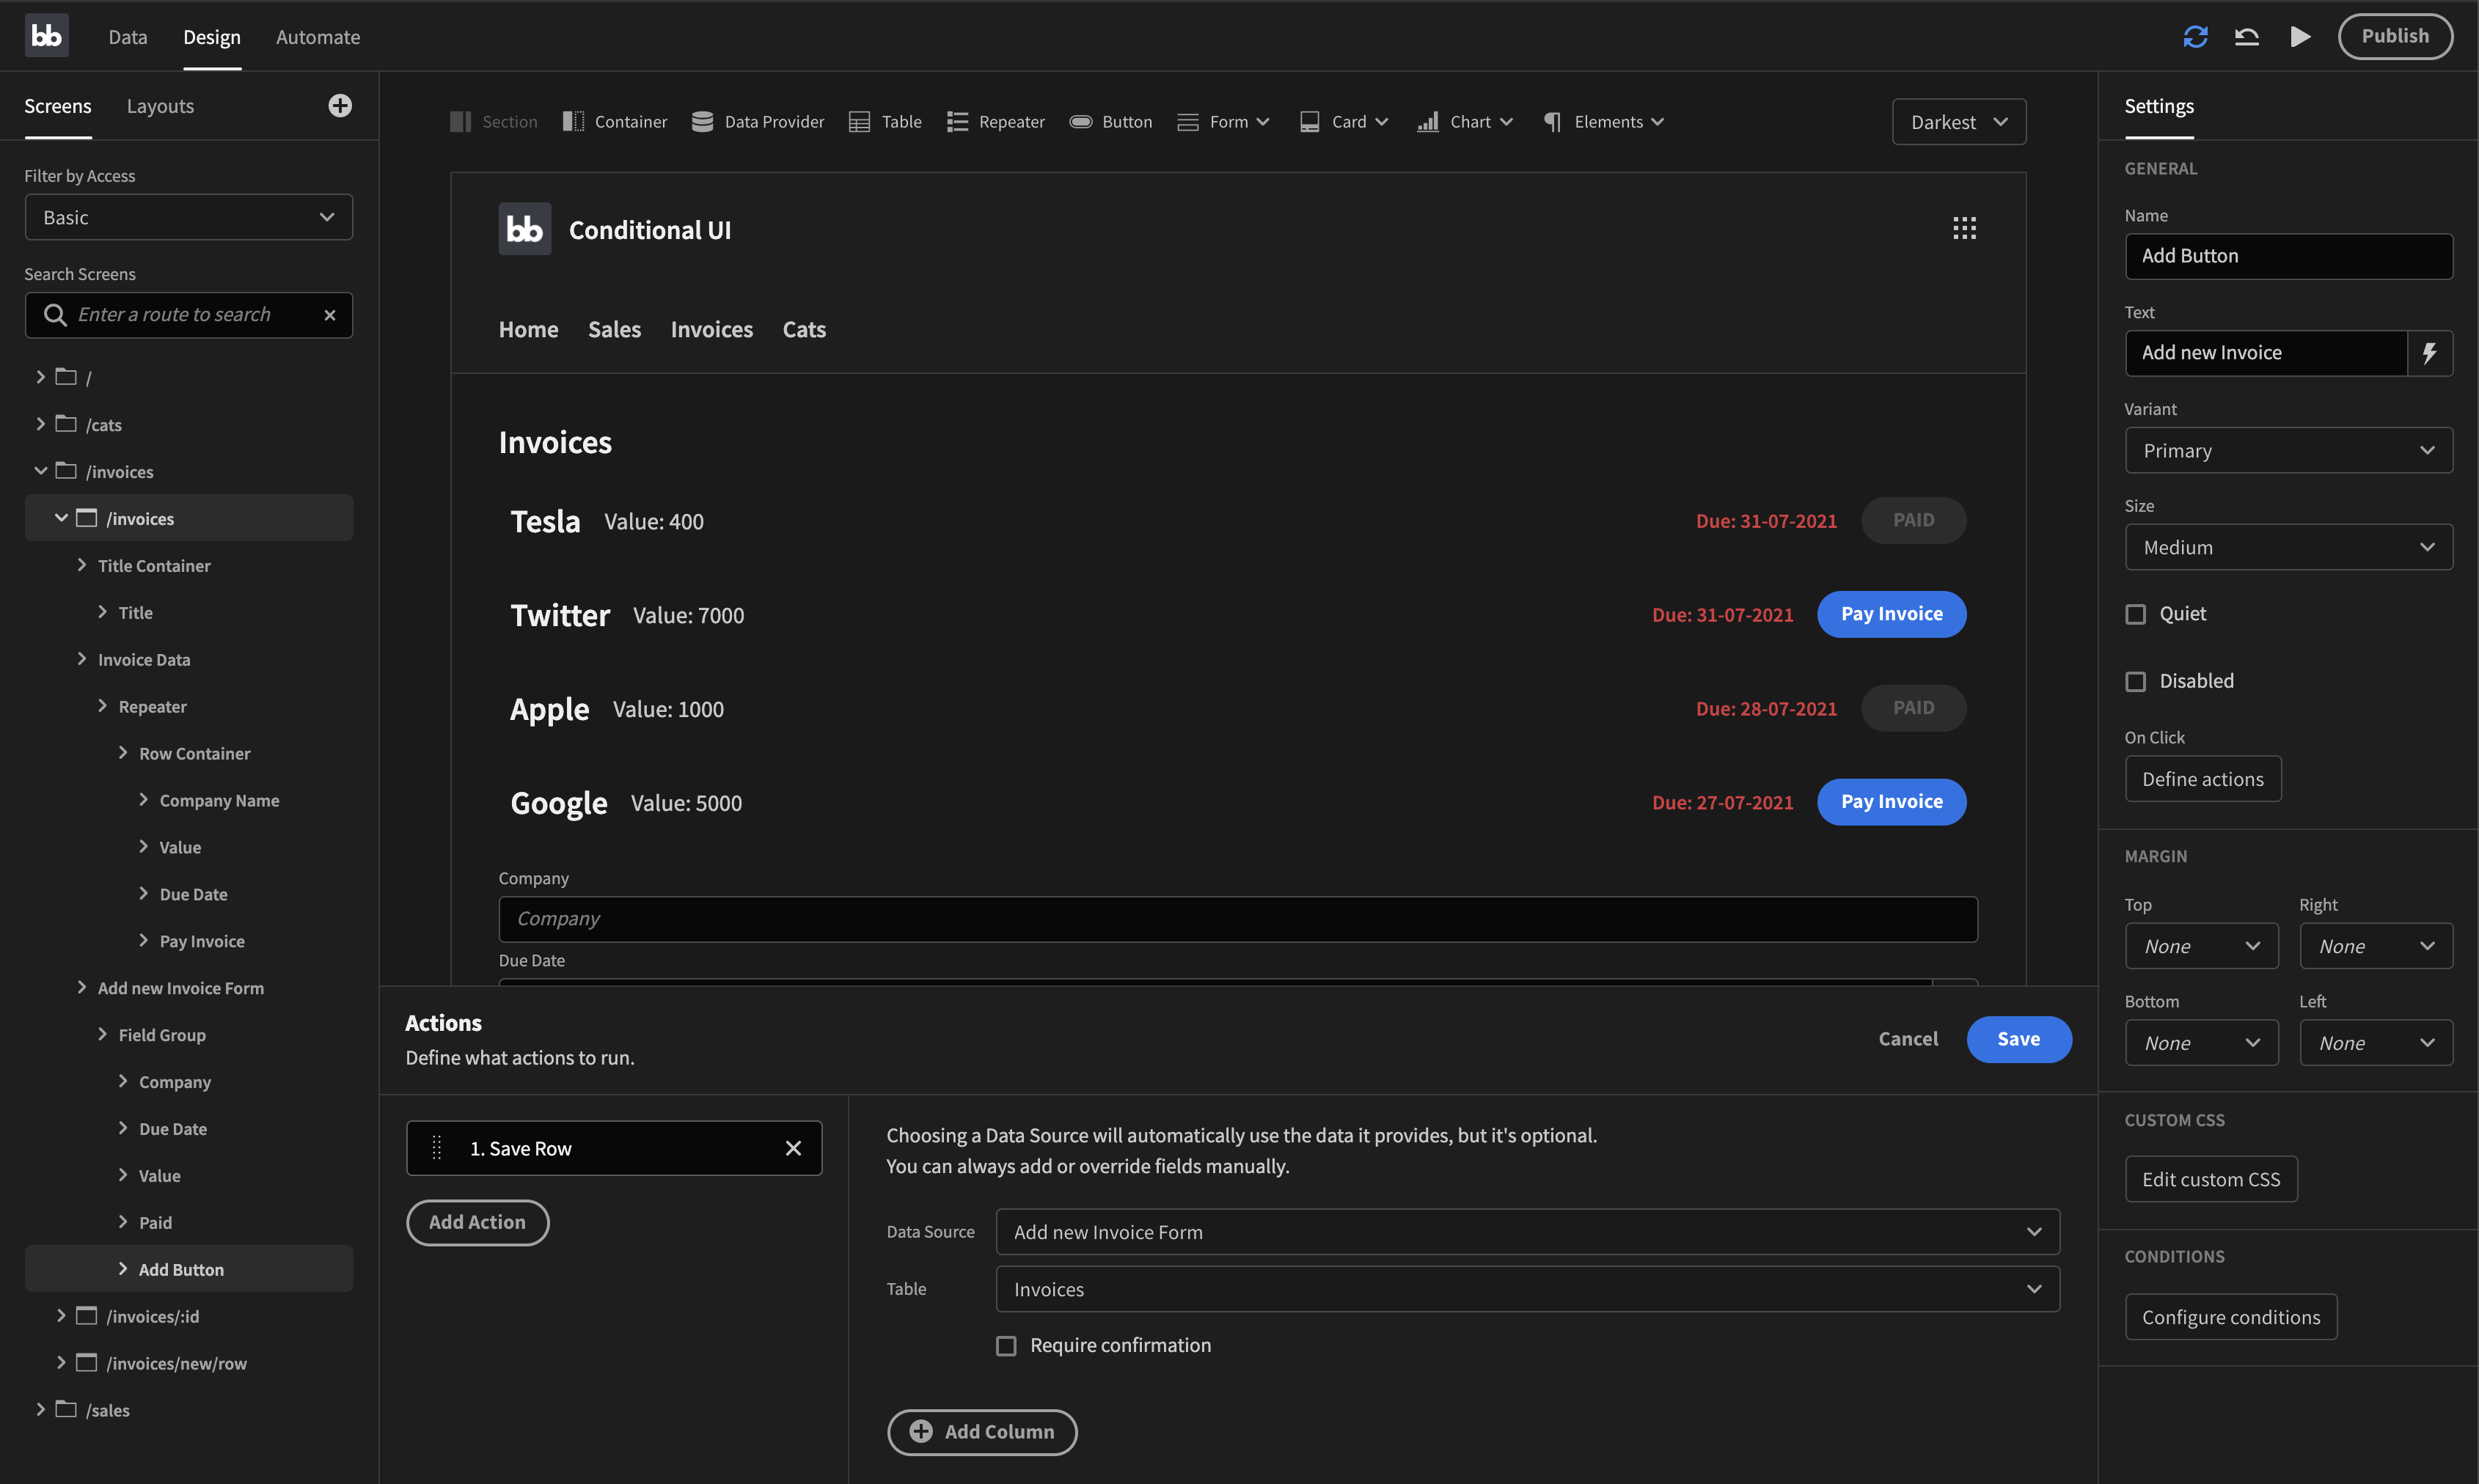 bb Data Design Automate Publish
Screens Layouts
Filter by Access
Basic
Search Screens
Enter a route to search
/
/cats
/invoices
/invoices
Title Container
Title
Invoice Data
Repeater
Row Container
Company Name
Value
Due Date
Pay Invoice
Add new Invoice Form
Field Group
Company
Due Date
Value
Paid
Add Button
/invoices/:id
/invoices/new/row
/sales
Section Container Data Provider Table Repeater Button Form Card Chart Elements Darkest
bb Conditional UI
Home Sales Invoices Cats
Invoices
Tesla Value: 400 Due: 31-07-2021 PAID
Twitter Value: 7000 Due: 31-07-2021 Pay Invoice
Apple Value: 1000 Due: 28-07-2021 PAID
Google Value: 5000 Due: 27-07-2021 Pay Invoice
Company
Company
Due Date
Actions
Define what actions to run.
Cancel Save
1. Save Row
Add Action
Choosing a Data Source will automatically use the data it provides, but it's optional.
You can always add or override fields manually.
Data Source Add new Invoice Form
Table Invoices
Require confirmation
Add Column
Settings
GENERAL
Name
Add Button
Text
Add new Invoice
Variant
Primary
Size
Medium
Quiet
Disabled
On Click
Define actions
MARGIN
Top Right
None None
Bottom Left
None None
CUSTOM CSS
Edit custom CSS
CONDITIONS
Configure conditions